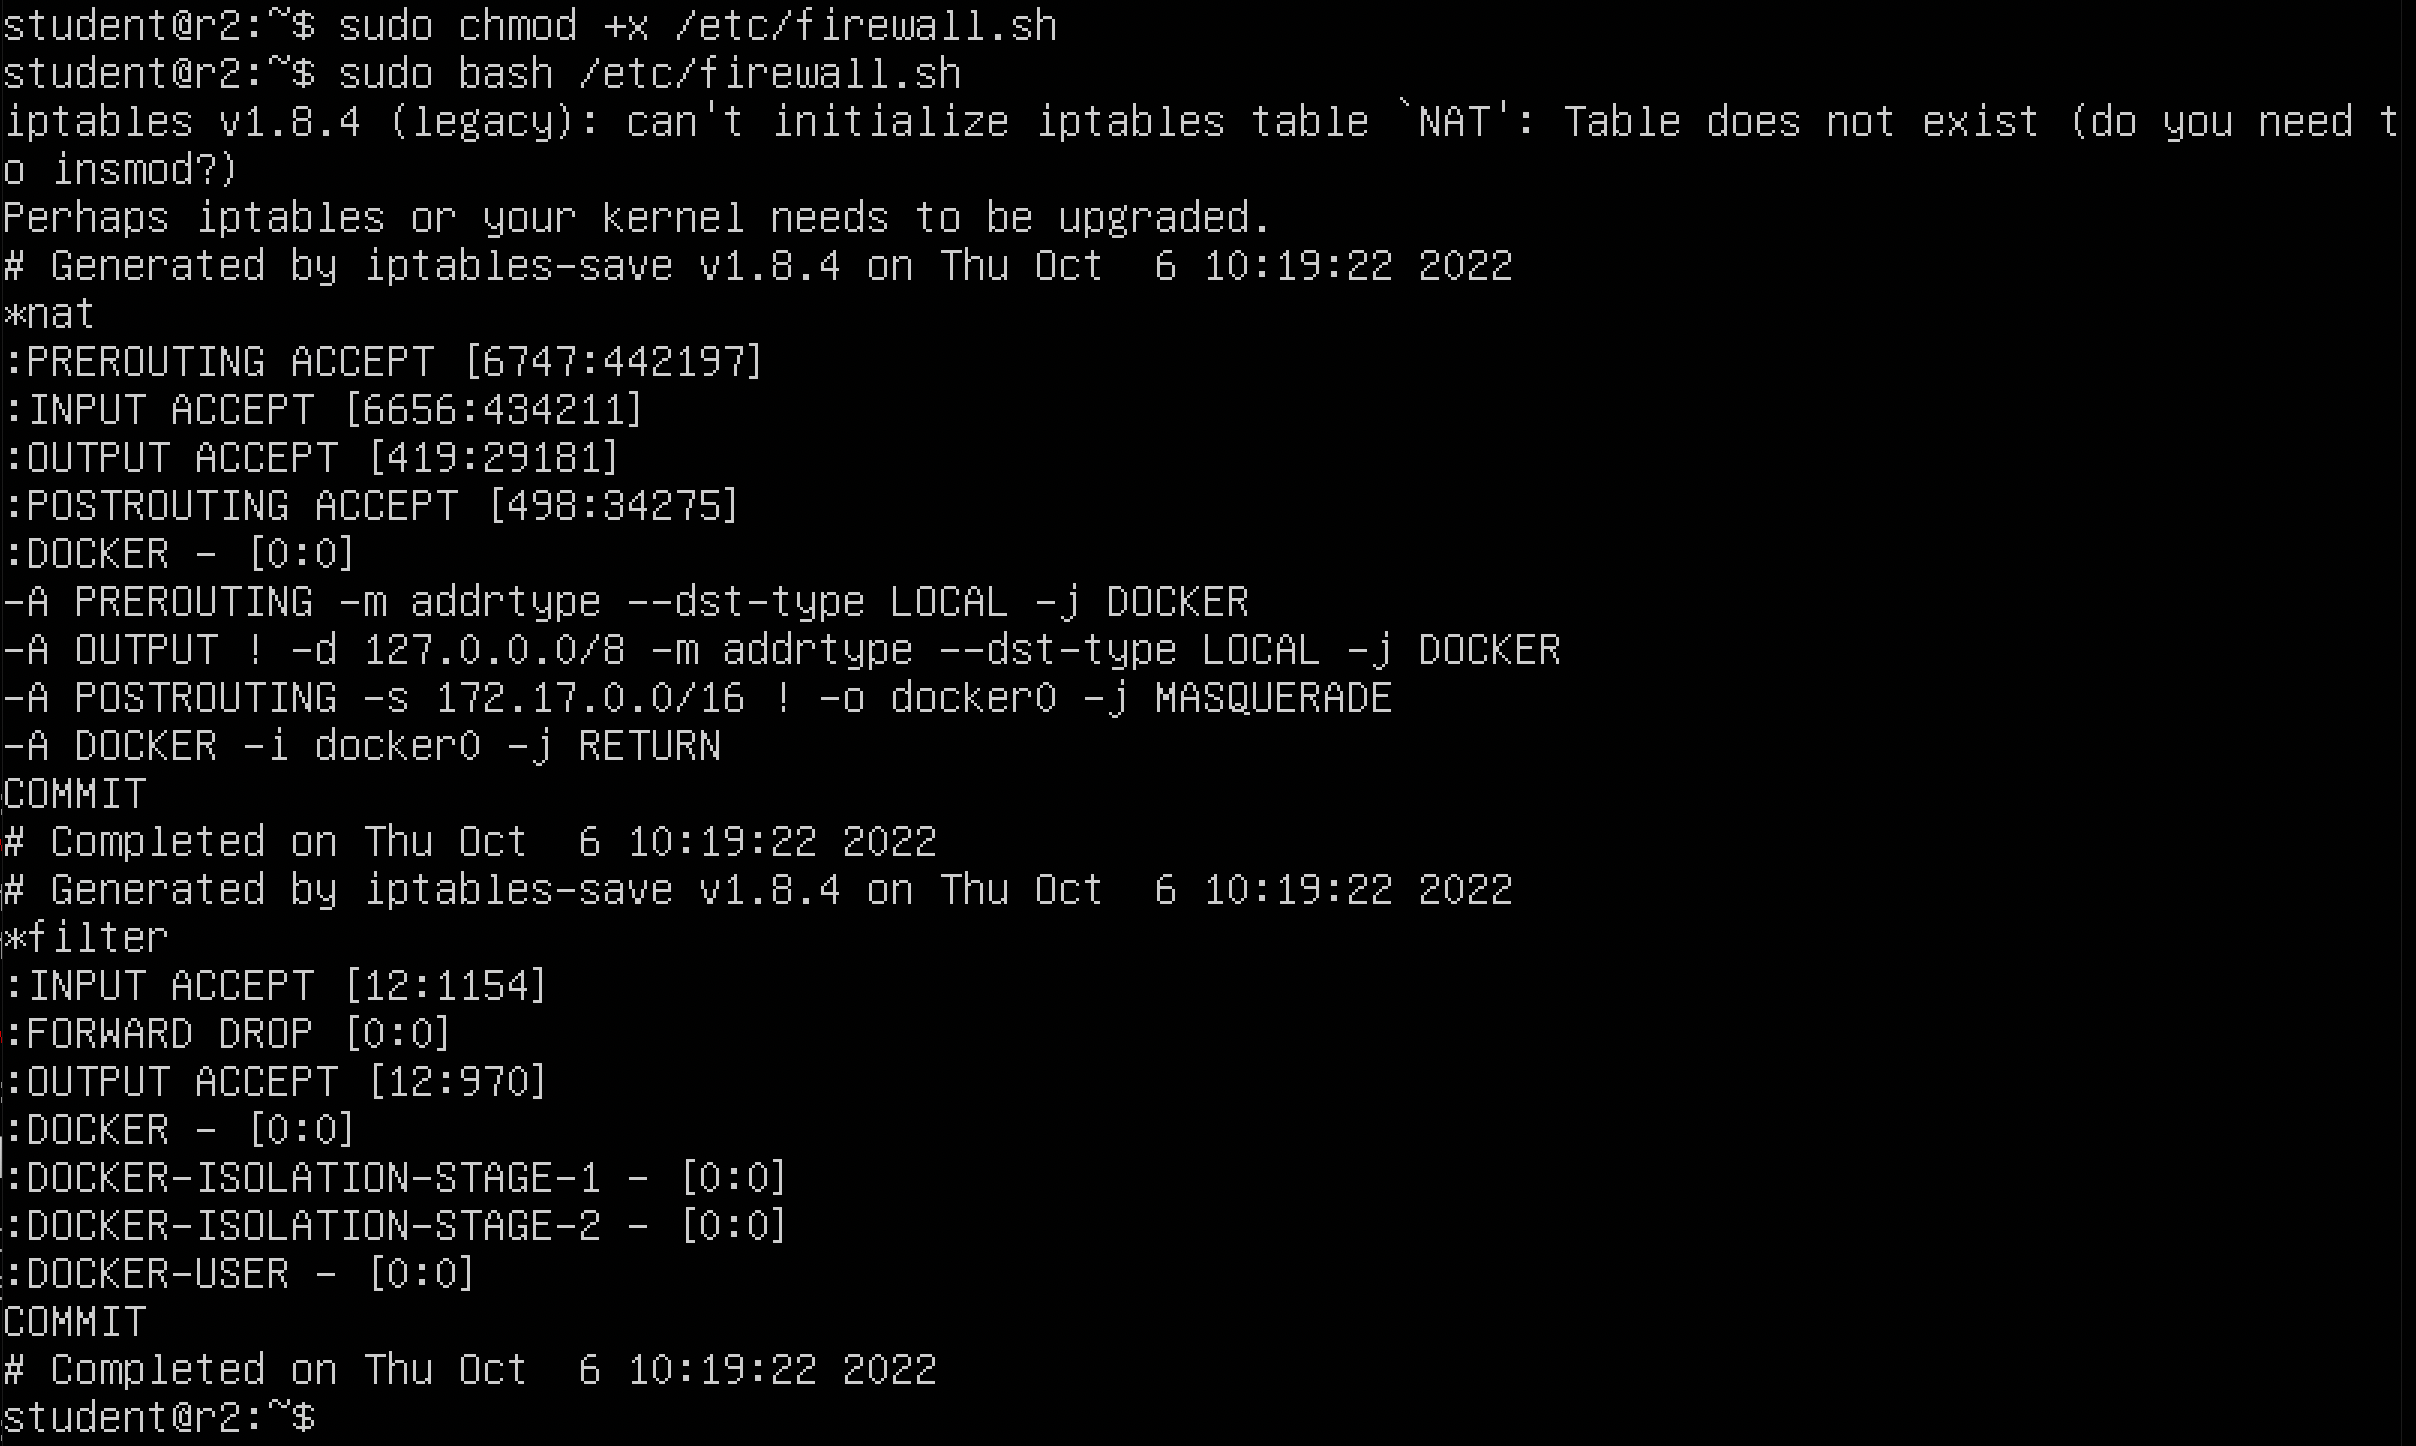 student@r2:~$ sudo chmod +x /etc/firewall.sh
student@r2:~$ sudo bash /etc/firewall.sh
iptables v1.8.4 (legacy): can't initialize iptables table `NAT': Table does not exist (do you need t
o insmod?)
Perhaps iptables or your kernel needs to be upgraded.
# Generated by iptables-save v1.8.4 on Thu Oct  6 10:19:22 2022
*nat
:PREROUTING ACCEPT [6747:442197]
:INPUT ACCEPT [6656:434211]
:OUTPUT ACCEPT [419:29181]
:POSTROUTING ACCEPT [498:34275]
:DOCKER - [0:0]
-A PREROUTING -m addrtype --dst-type LOCAL -j DOCKER
-A OUTPUT ! -d 127.0.0.0/8 -m addrtype --dst-type LOCAL -j DOCKER
-A POSTROUTING -s 172.17.0.0/16 ! -o docker0 -j MASQUERADE
-A DOCKER -i docker0 -j RETURN
COMMIT
# Completed on Thu Oct  6 10:19:22 2022
# Generated by iptables-save v1.8.4 on Thu Oct  6 10:19:22 2022
*filter
:INPUT ACCEPT [12:1154]
:FORWARD DROP [0:0]
:OUTPUT ACCEPT [12:970]
:DOCKER - [0:0]
:DOCKER-ISOLATION-STAGE-1 - [0:0]
:DOCKER-ISOLATION-STAGE-2 - [0:0]
:DOCKER-USER - [0:0]
COMMIT
# Completed on Thu Oct  6 10:19:22 2022
student@r2:~$